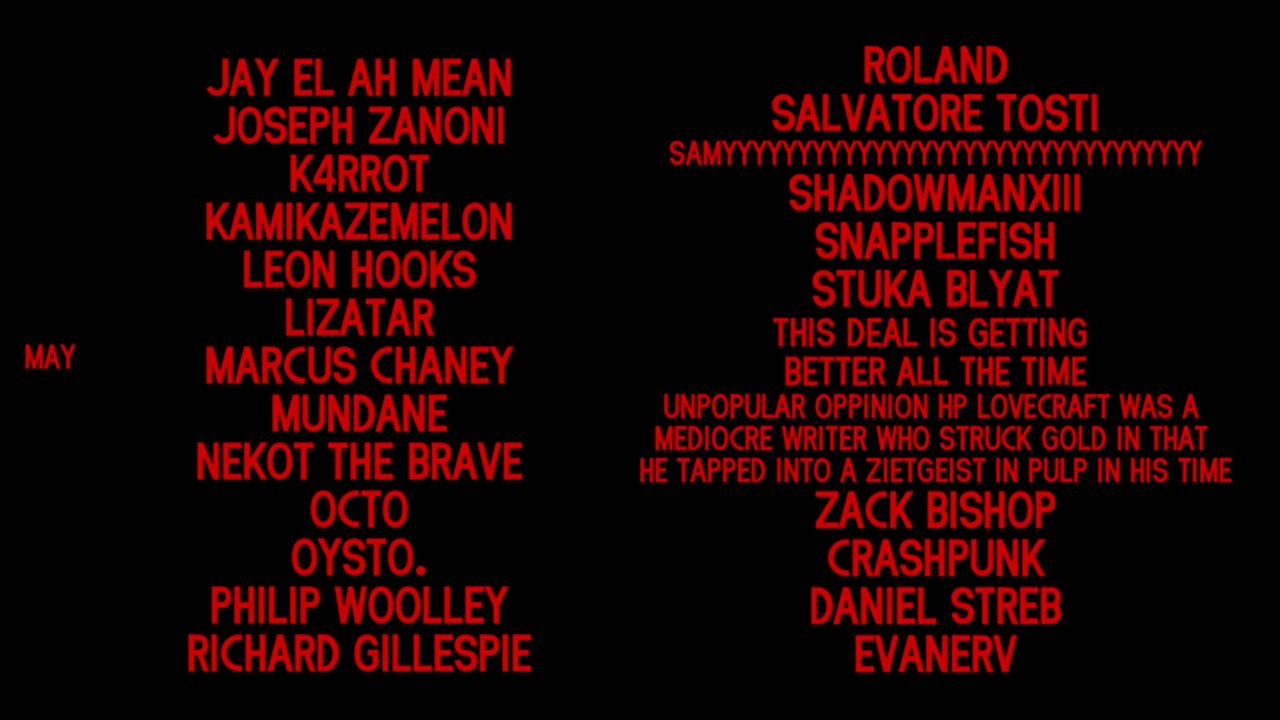 MAY
JAY EL AH MEAN
JOSEPH ZANONI
K4RROT
KAMIKAZEMELON
LEON HOOKS
LIZATAR
MARCUS CHANEY
MUNDANE
NEKOT THE BRAVE
OCTO
OYSTO.
PHILIP WOOLLEY
RICHARD GILLESPIE
ROLAND
SALVATORE TOSTI
SAMYYYYYYYYYYYYYYYYYYYYYYYYYYYYYYYY
SHADOWMANXIII
SNAPPLEFISH
STUKA BLYAT
THIS DEAL IS GETTING
BETTER ALL THE TIME
UNPOPULAR OPPINION HP LOVECRAFT WAS A
MEDIOCRE WRITER WHO STRUCK GOLD IN THAT
HE TAPPED INTO A ZIETGEIST IN PULP IN HIS TIME
ZACK BISHOP
CRASHPUNK
DANIEL STREB
EVANERV